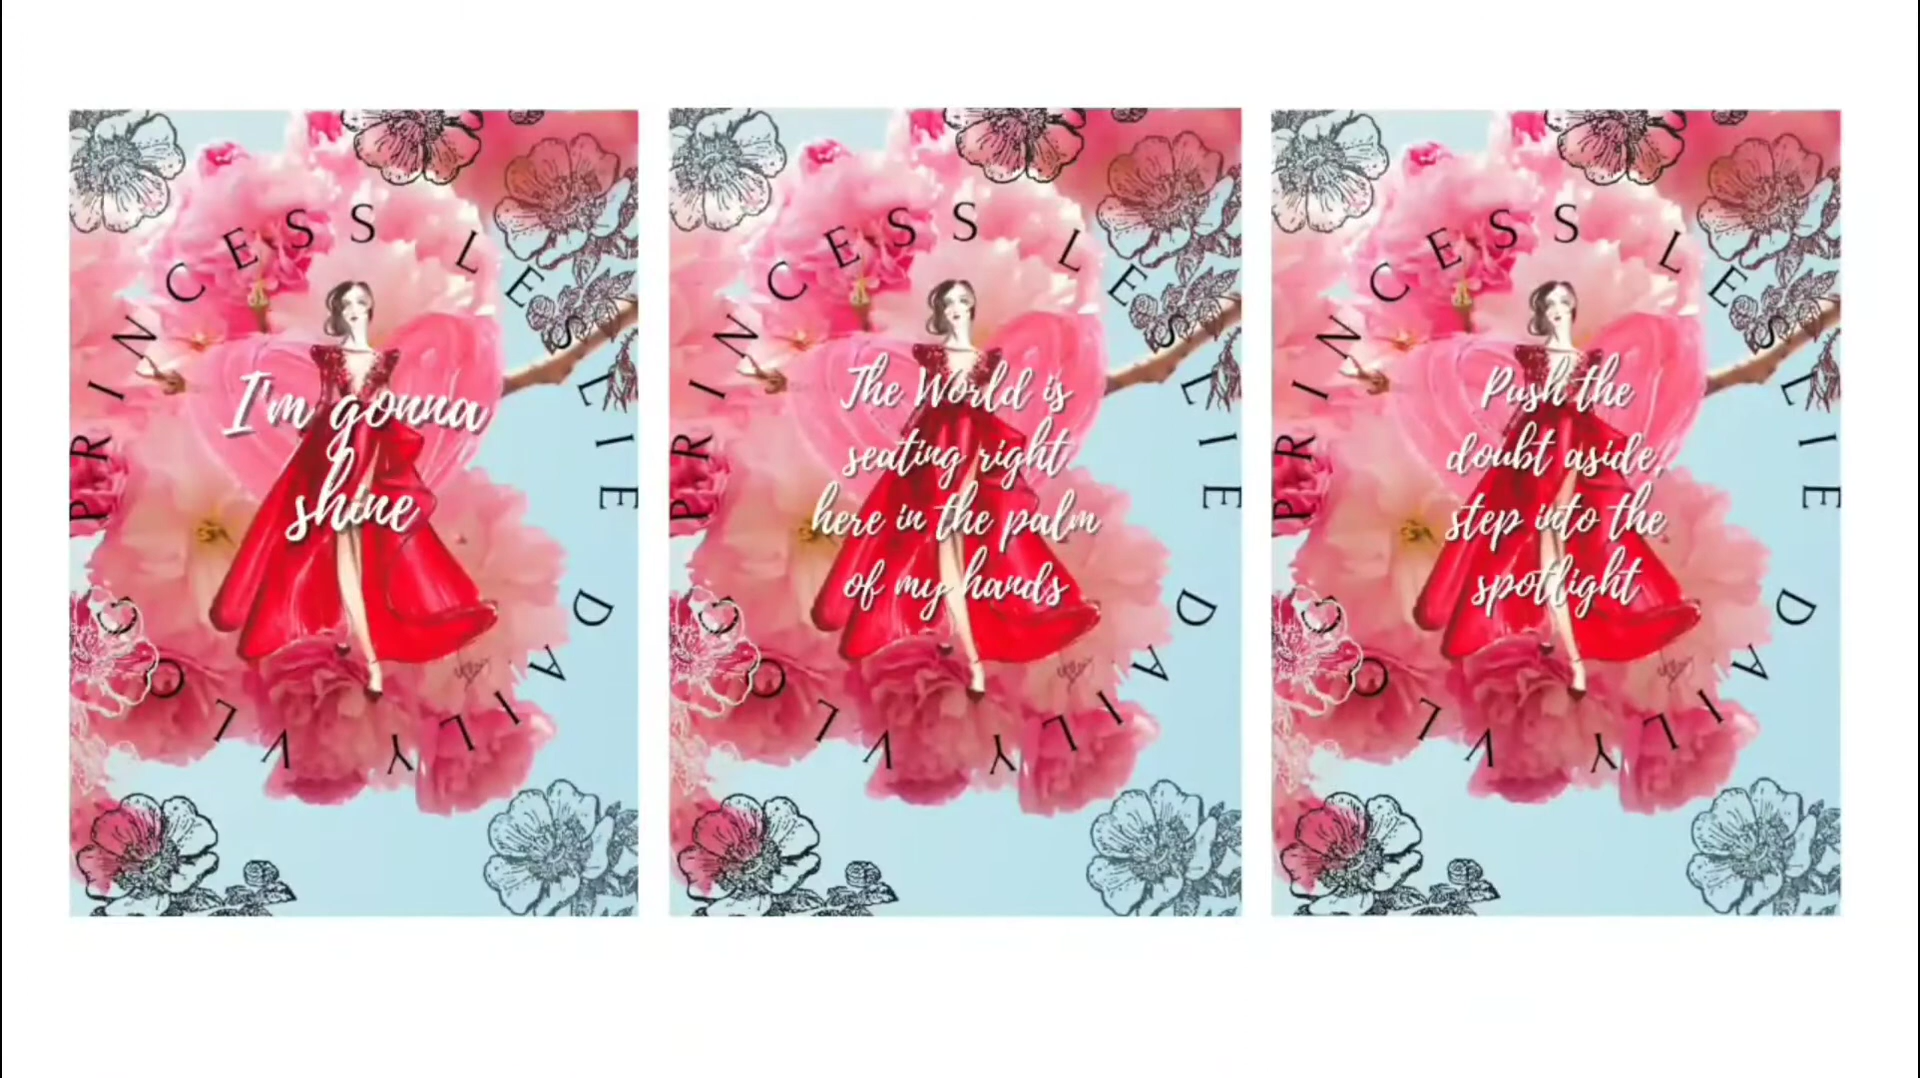 PRINCESS LESLIE DAILY VLOG
I'm gonna
shine
PRINCESS LESLIE DAILY VLOG
The World is
seating right
here in the palm
of my hands
PRINCESS LESLIE DAILY VLOG
Push the
doubt aside,
step into the
spotlight